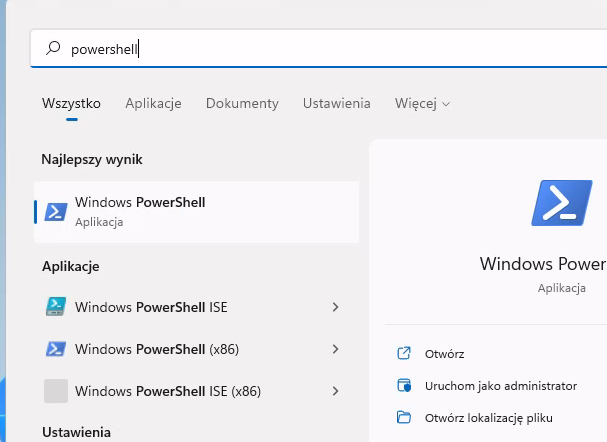 powershell
Wszystko Aplikacje Dokumenty Ustawienia Więcej
Najlepszy wynik
Windows PowerShell
Aplikacja
Aplikacje
Windows PowerShell ISE
Windows PowerShell (x86)
Windows PowerShell ISE (x86)
Ustawienia
Windows Power
Aplikacja
Otwórz
Uruchom jako administrator
Otwórz lokalizację pliku